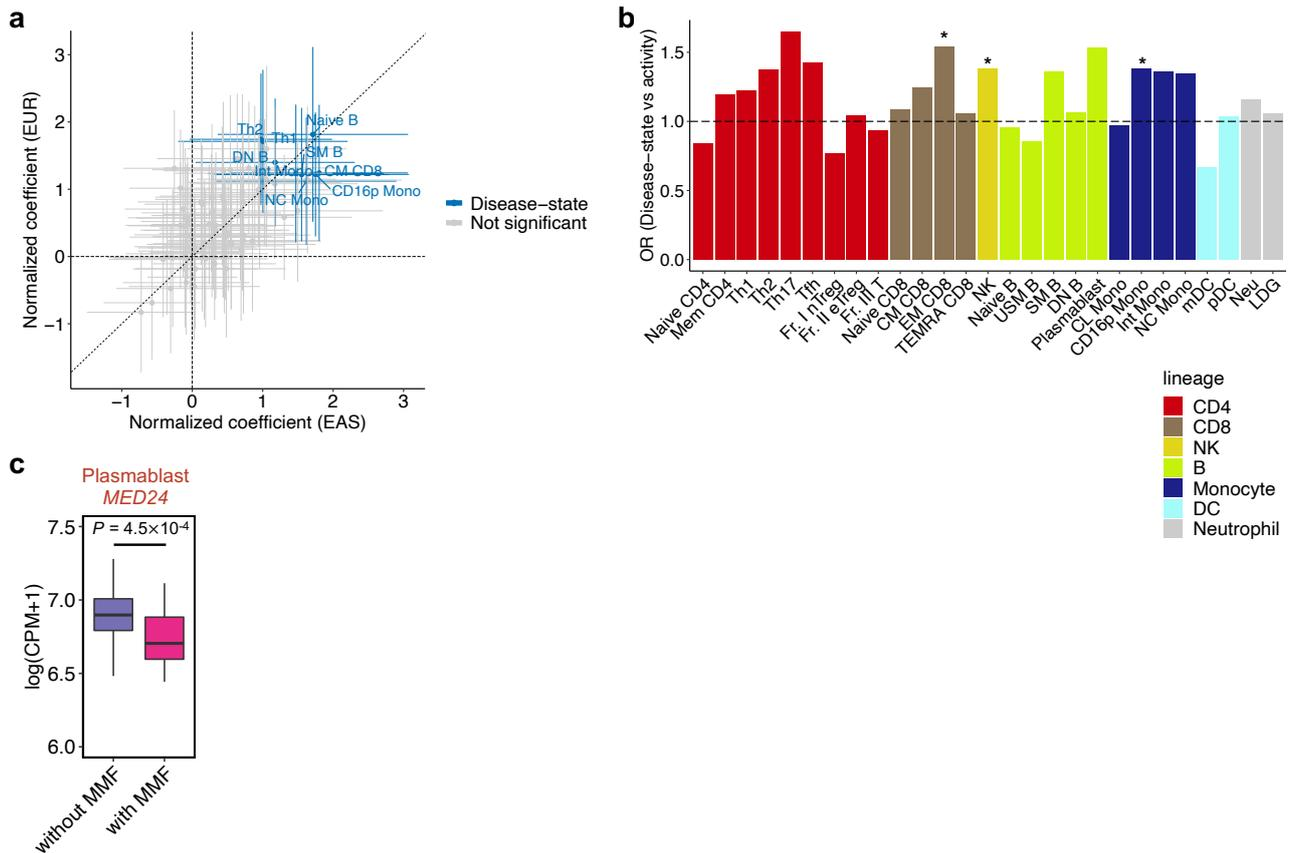 a
Normalized coefficient (EUR)
3
2
1
0
−1
−1
0
1
2
3
Normalized coefficient (EAS)
Naive B
Th2
Th1
SM B
DN B
Int Mono
CM CD8
CD16p Mono
NC Mono
Disease−state
Not significant
b
OR (Disease−state vs activity)
1.5
1.0
0.5
0.0
*
*
*
Naive CD4
Mem CD4
Th1
Th2
Th17
Tfh
Fr. I nTreg
Fr. II eTreg
Fr. III T
Naive CD8
CM CD8
EM CD8
TEMRA CD8
NK
Naive B
USM B
SM B
DN B
Plasmablast
CL Mono
CD16p Mono
Int Mono
NC Mono
mDC
pDC
Neu
LDG
lineage
CD4
CD8
NK
B
Monocyte
DC
Neutrophil
c
Plasmablast
MED24
P = 4.5×10-4
log(CPM+1)
7.5
7.0
6.5
6.0
without MMF
with MMF